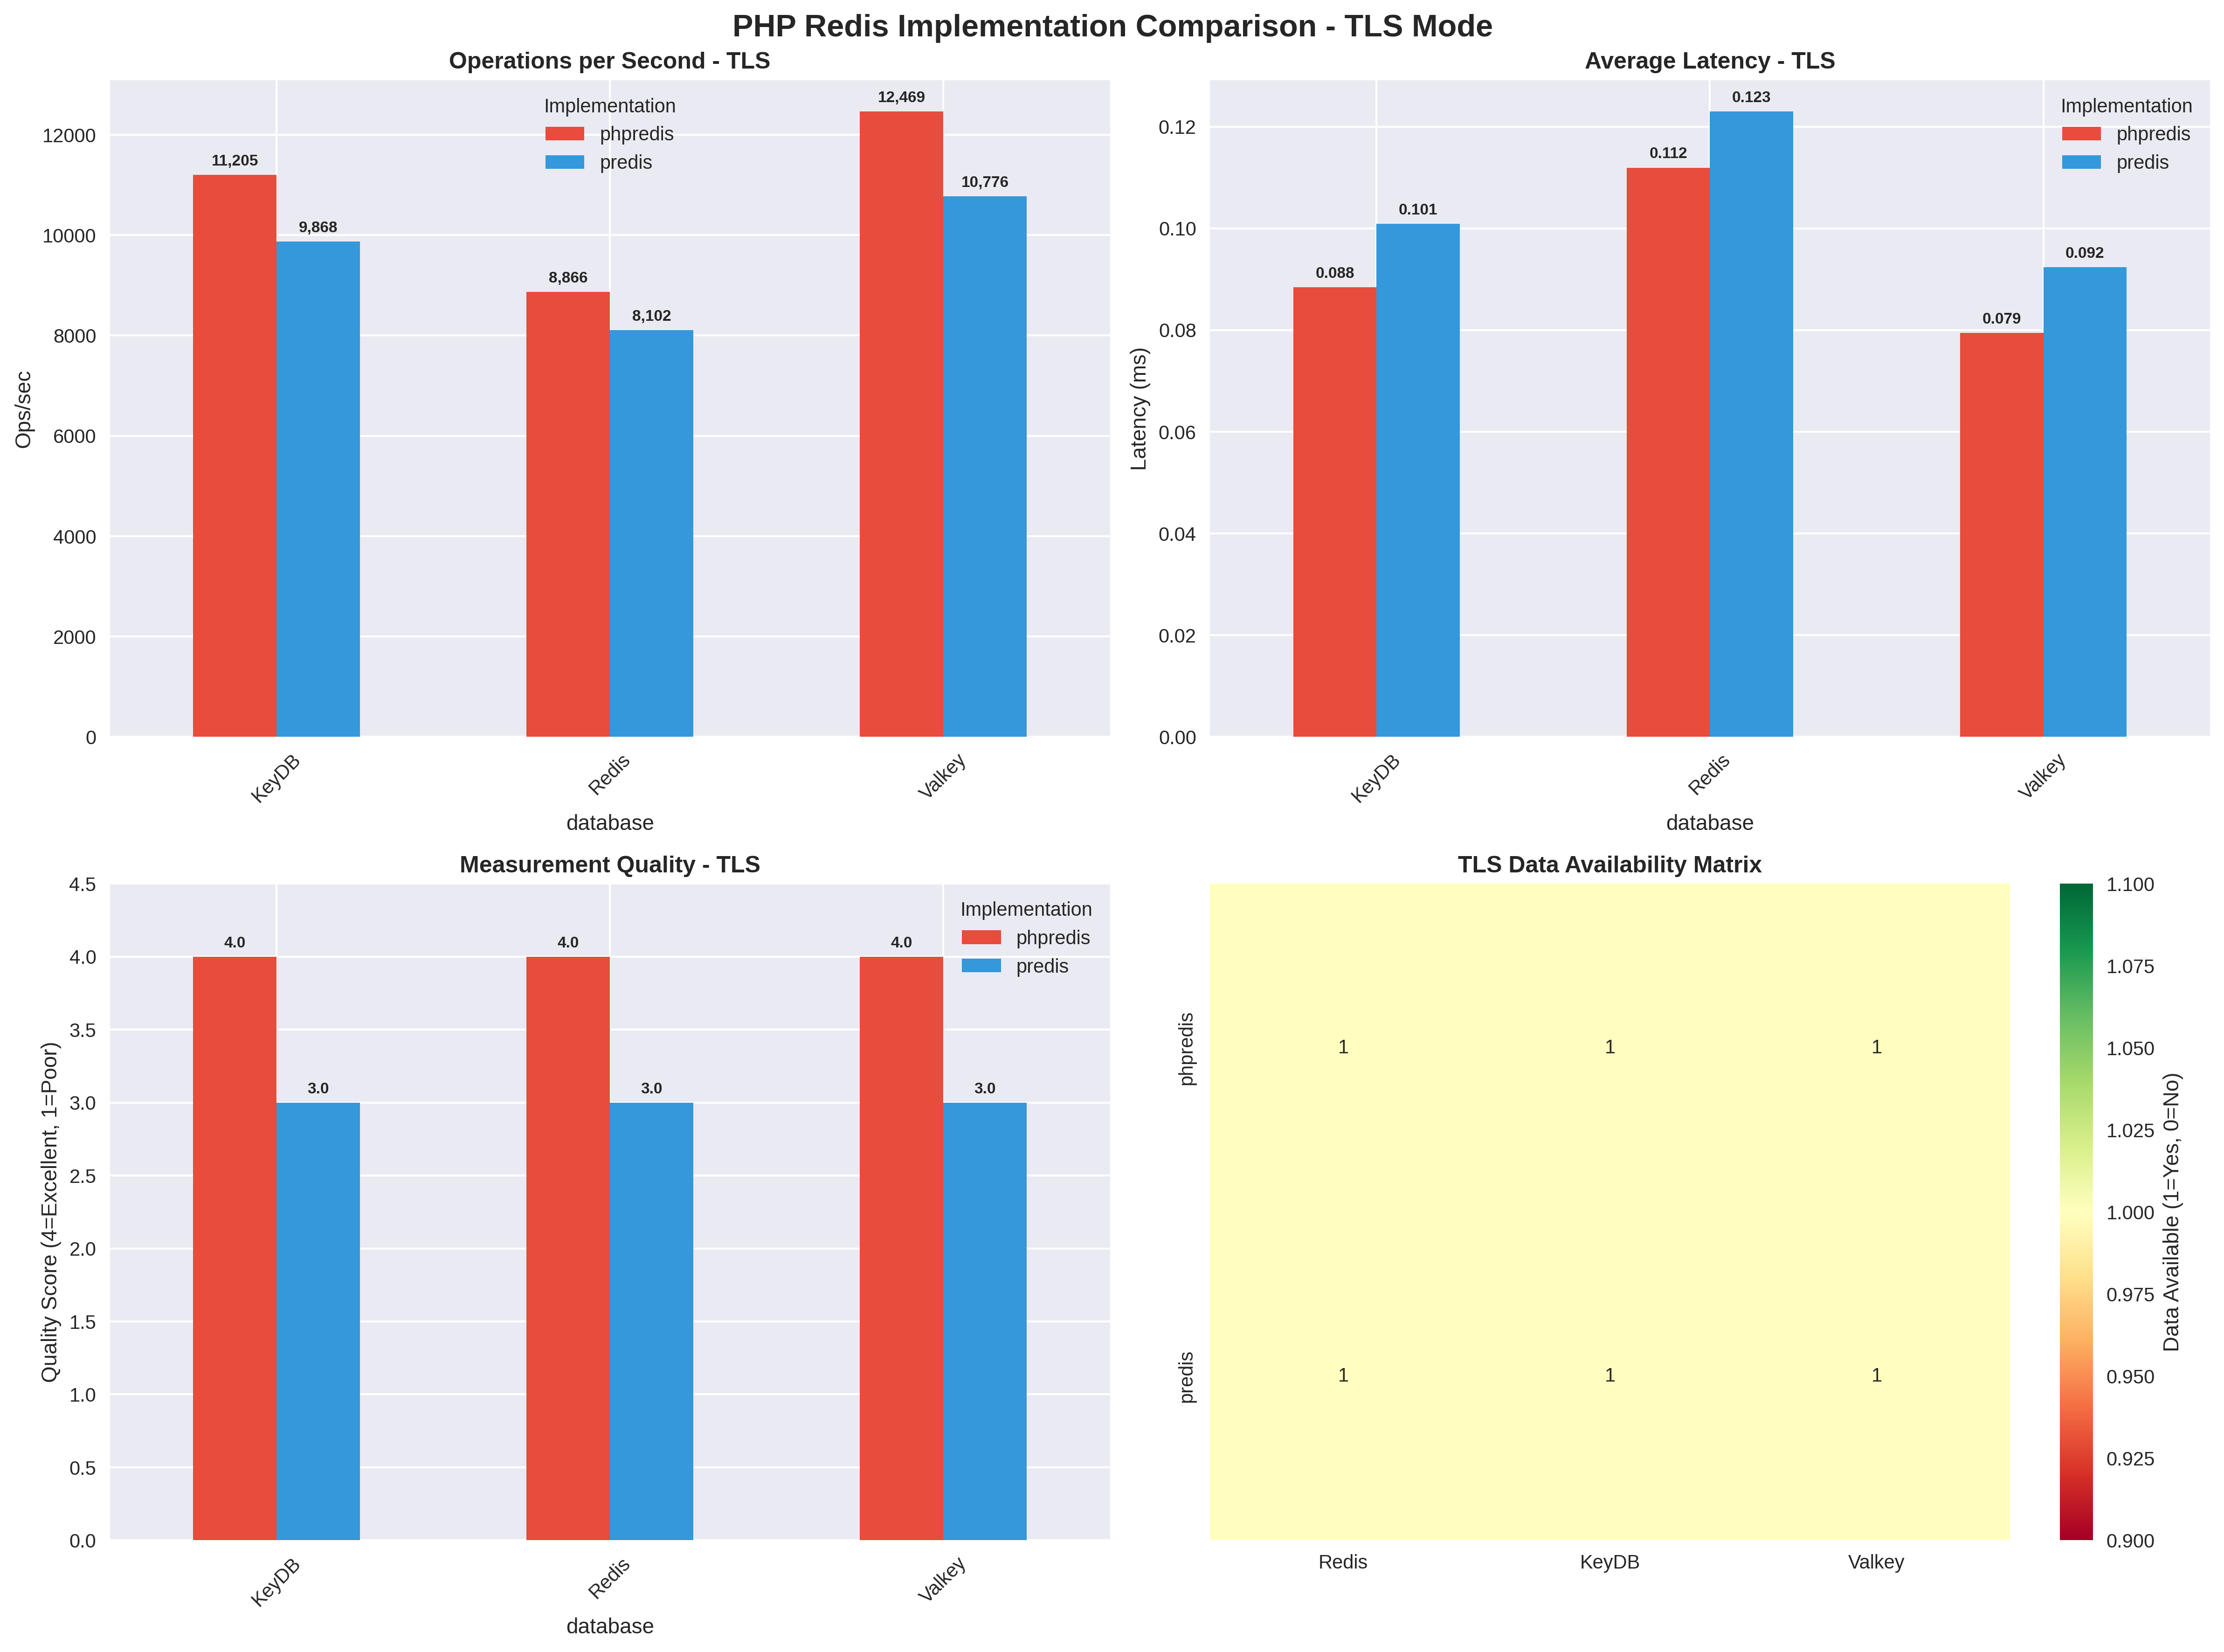 PHP Redis Implementation Comparison - TLS Mode
Operations per Second - TLS
Implementation
phpredis
predis
11,205
9,868
8,866
8,102
12,469
10,776
12000
10000
8000
6000
4000
2000
0
Ops/sec
KeyDB
Redis
Valkey
database
Average Latency - TLS
Implementation
phpredis
predis
0.088
0.101
0.112
0.123
0.079
0.092
0.12
0.10
0.08
0.06
0.04
0.02
0.00
Latency (ms)
KeyDB
Redis
Valkey
database
Measurement Quality - TLS
Implementation
phpredis
predis
4.0
3.0
4.0
3.0
4.0
3.0
4.5
4.0
3.5
3.0
2.5
2.0
1.5
1.0
0.5
0.0
Quality Score (4=Excellent, 1=Poor)
KeyDB
Redis
Valkey
database
TLS Data Availability Matrix
phpredis
1 1 1
predis
1 1 1
Redis
KeyDB
Valkey
1.100
1.075
1.050
1.025
1.000
0.975
0.950
0.925
0.900
Data Available (1=Yes, 0=No)